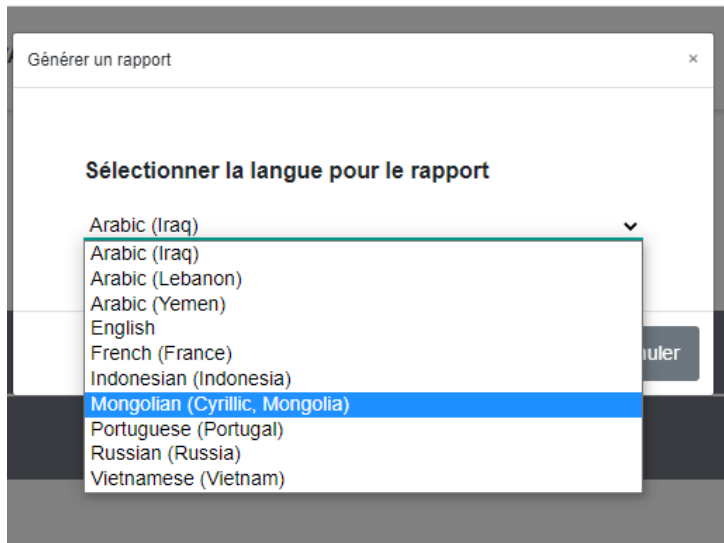 Générer un rapport ×
Sélectionner la langue pour le rapport
Arabic (Iraq)
Arabic (Iraq)
Arabic (Lebanon)
Arabic (Yemen)
English
French (France)
uler
Indonesian (Indonesia)
Mongolian (Cyrillic, Mongolia)
Portuguese (Portugal)
Russian (Russia)
Vietnamese (Vietnam)